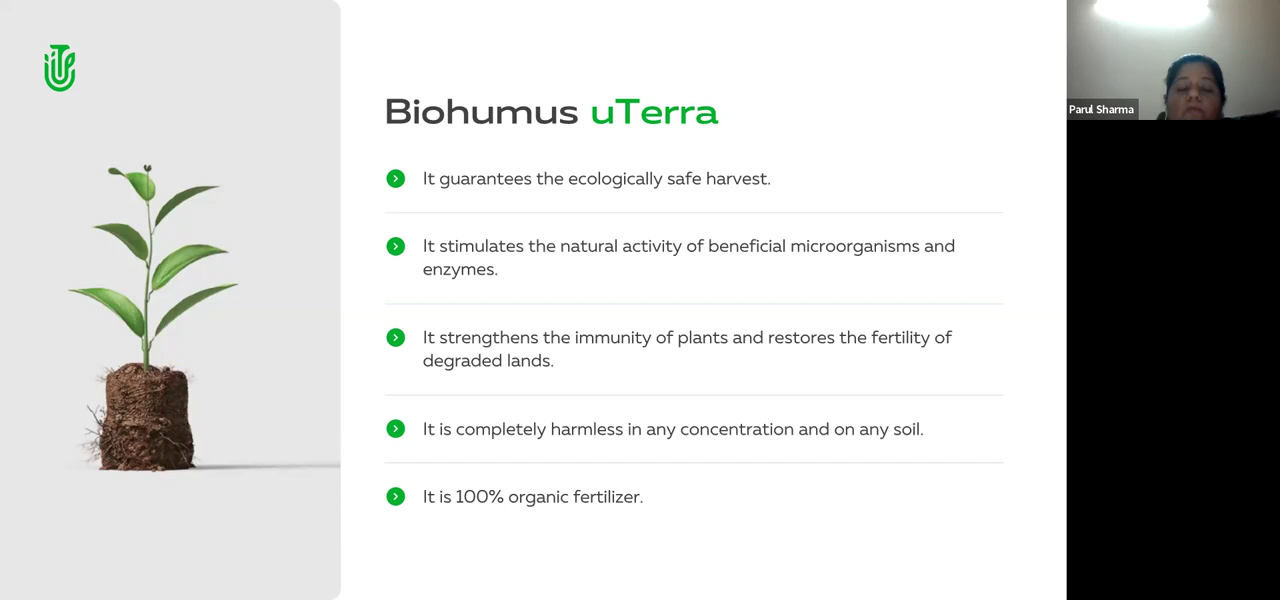 Biohumus uTerra
It guarantees the ecologically safe harvest.
It stimulates the natural activity of beneficial microorganisms and
enzymes.
It strengthens the immunity of plants and restores the fertility of
degraded lands.
It is completely harmless in any concentration and on any soil.
It is 100% organic fertilizer.
Parul Sharma